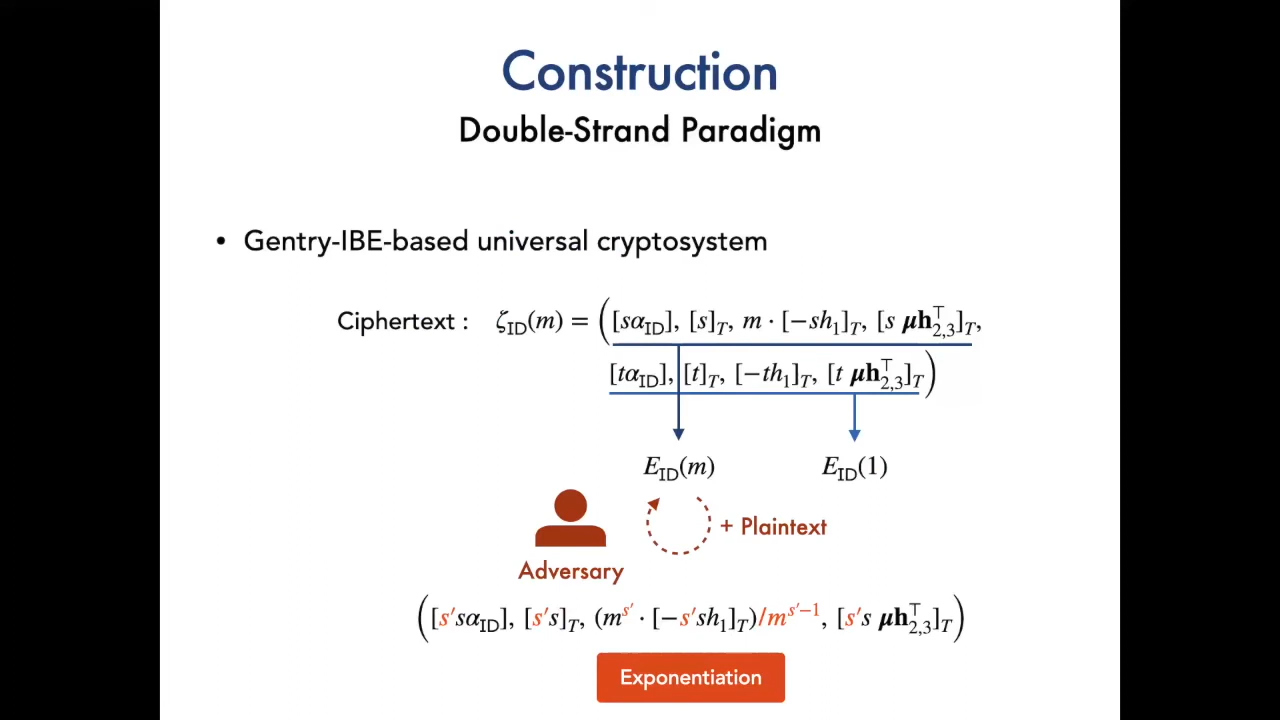 Construction
Double-Strand Paradigm
• Gentry-IBE-based universal cryptosystem
Ciphertext : ζ_ID(m) = ([sα_ID], [s]_T, m · [−sh_1]_T, [s μh_{2,3}^⊤]_T,
[tα_ID], [t]_T, [−th_1]_T, [t μh_{2,3}^⊤]_T)
E_ID(m) E_ID(1)
+ Plaintext
Adversary
([s′sα_ID], [s′s]_T, (m^{s′} · [−s′sh_1]_T)/m^{s′−1}, [s′s μh_{2,3}^⊤]_T)
Exponentiation